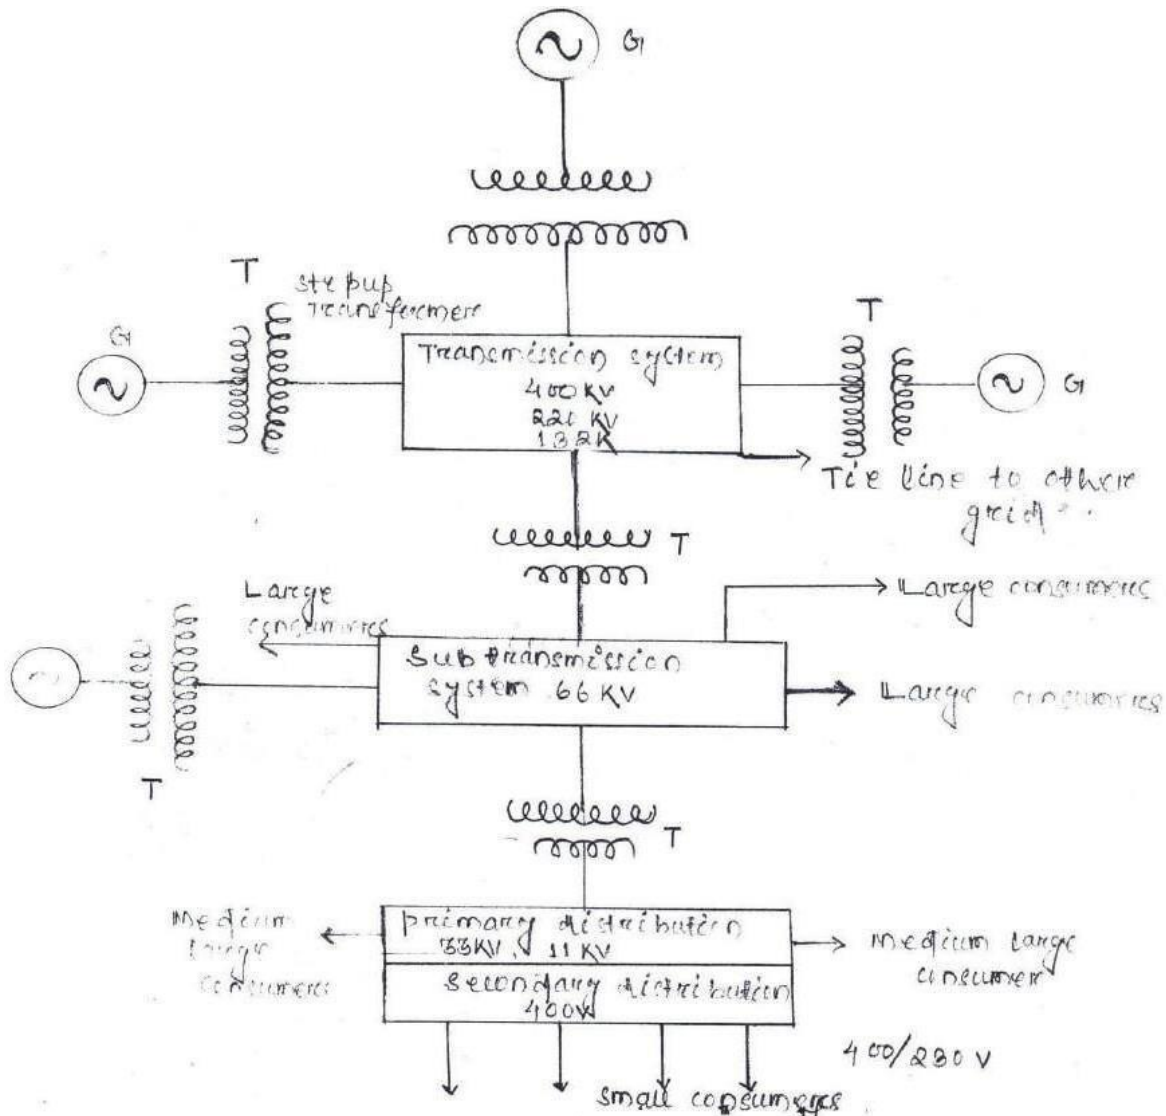 G
T
step up
Transformer
G
Transmission system
400 KV
220 KV
132K
T
G
Tie line to other
grid
T
Large
consumers
Large consumers
Sub transmission
system 66 KV
Large consumers
T
T
Medium
large
consumers
primary distribution
33KV, 11 KV
Medium large
consumer
Secondary distribution
400V
400/230 V
small consumers